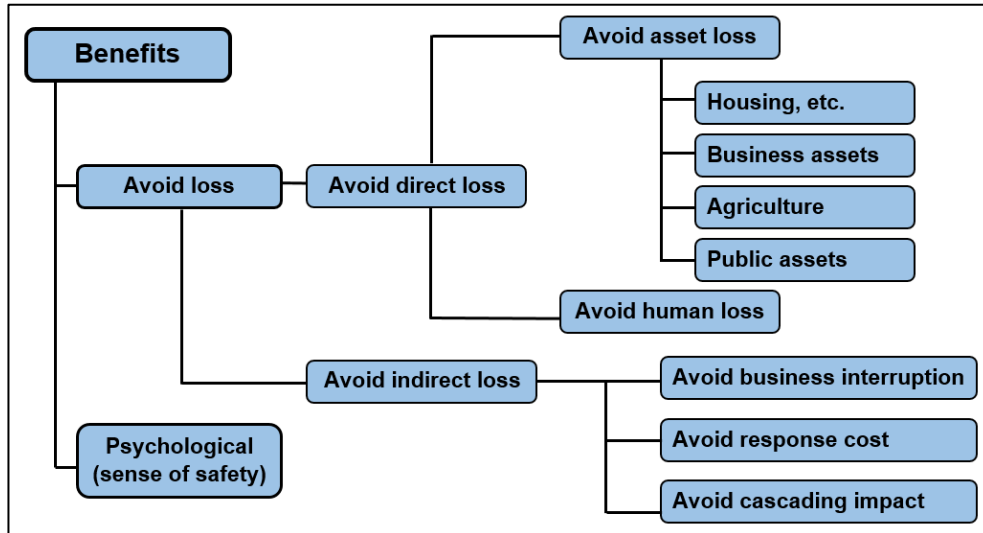 Benefits
Avoid loss
Avoid direct loss
Avoid asset loss
Housing, etc.
Business assets
Agriculture
Public assets
Avoid human loss
Avoid indirect loss
Avoid business interruption
Avoid response cost
Avoid cascading impact
Psychological
(sense of safety)